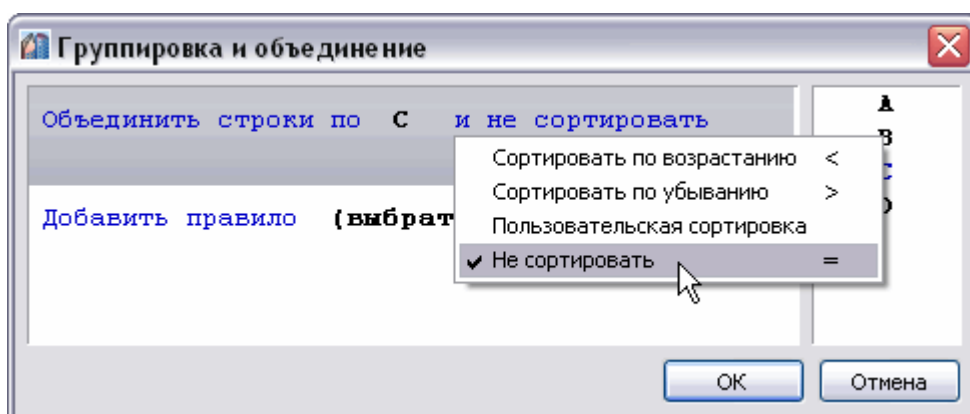 Группировка и объединение
Объединить строки по C и не сортировать
A
B
C
Сортировать по возрастанию <
Сортировать по убыванию >
Пользовательская сортировка
Не сортировать =
Добавить правило
OK
Отмена